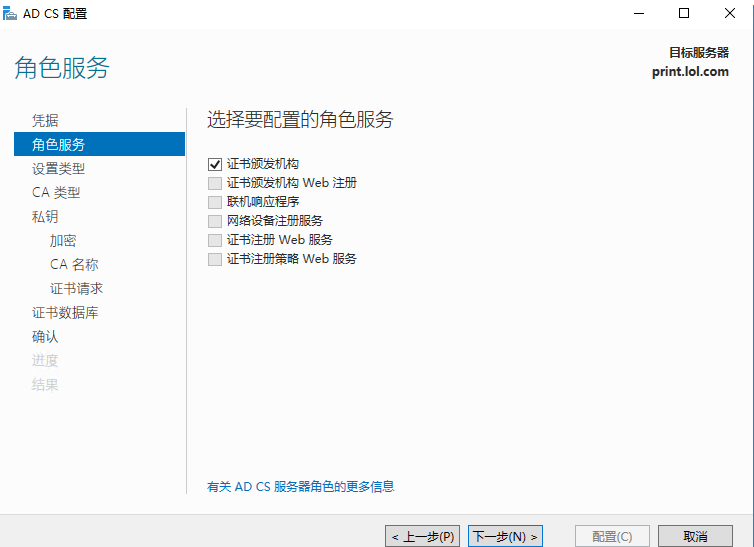 AD CS 配置
目标服务器
print.lol.com
角色服务
凭据
角色服务
设置类型
CA 类型
私钥
加密
CA 名称
证书请求
证书数据库
确认
进度
结果
选择要配置的角色服务
证书颁发机构
证书颁发机构 Web 注册
联机响应程序
网络设备注册服务
证书注册 Web 服务
证书注册策略 Web 服务
有关 AD CS 服务器角色的更多信息
< 上一步(P)
下一步(N) >
配置(C)
取消